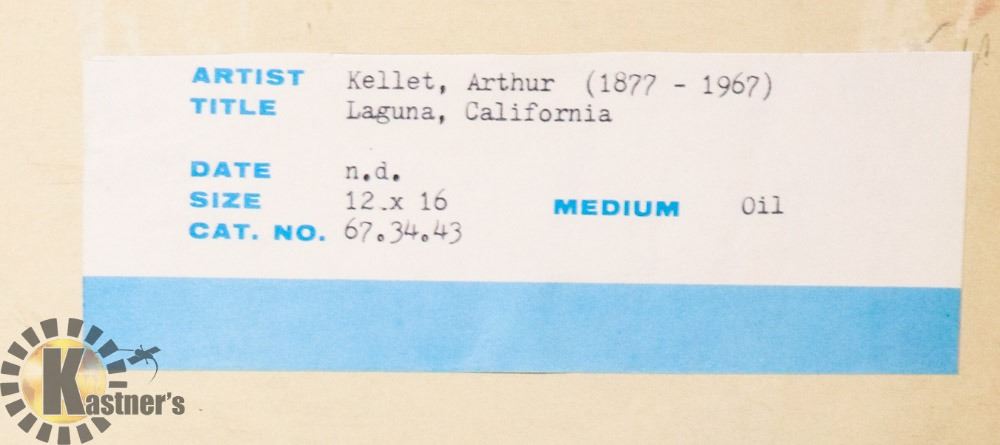 ARTIST Kellet, Arthur (1877 - 1967)
TITLE Laguna, California
DATE n.d.
SIZE 12.x 16 MEDIUM Oil
CAT. NO. 67.34.43
Kastner's